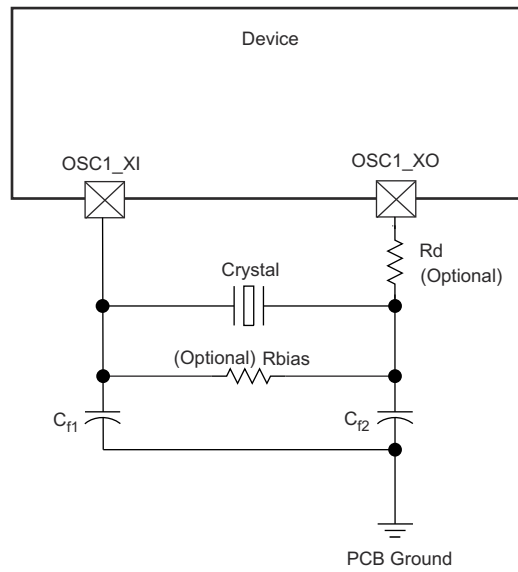 Device
OSC1_XI
OSC1_XO
Rd
(Optional)
Crystal
(Optional) Rbias
Cf1
Cf2
PCB Ground